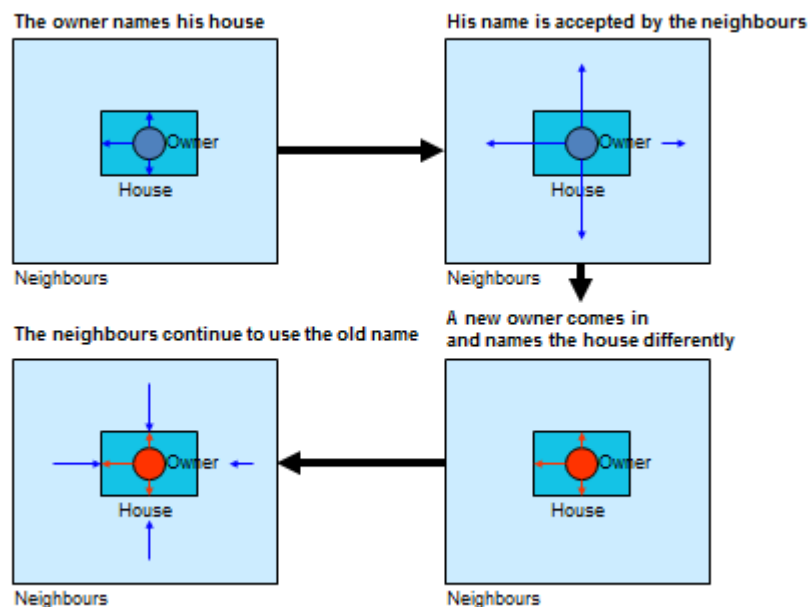 The owner names his house
Owner
House
Neighbours
His name is accepted by the neighbours
Owner
House
Neighbours
A new owner comes in
and names the house differently
Owner
House
Neighbours
The neighbours continue to use the old name
Owner
House
Neighbours